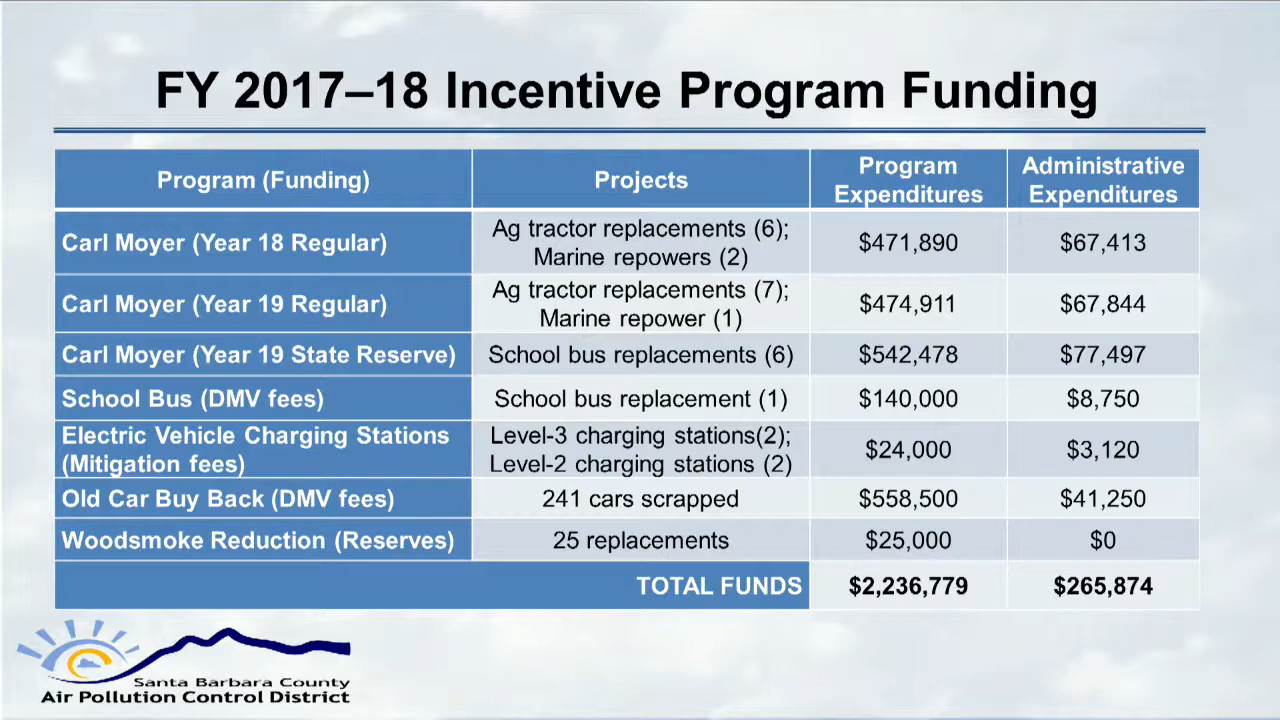 FY 2017–18 Incentive Program Funding
Program (Funding)
Projects
Program
Expenditures
Administrative
Expenditures
Carl Moyer (Year 18 Regular)
Ag tractor replacements (6);
Marine repowers (2)
$471,890
$67,413
Carl Moyer (Year 19 Regular)
Ag tractor replacements (7);
Marine repower (1)
$474,911
$67,844
Carl Moyer (Year 19 State Reserve)
School bus replacements (6)
$542,478
$77,497
School Bus (DMV fees)
School bus replacement (1)
$140,000
$8,750
Electric Vehicle Charging Stations
(Mitigation fees)
Level-3 charging stations(2);
Level-2 charging stations (2)
$24,000
$3,120
Old Car Buy Back (DMV fees)
241 cars scrapped
$558,500
$41,250
Woodsmoke Reduction (Reserves)
25 replacements
$25,000
$0
TOTAL FUNDS
$2,236,779
$265,874
Santa Barbara County
Air Pollution Control District